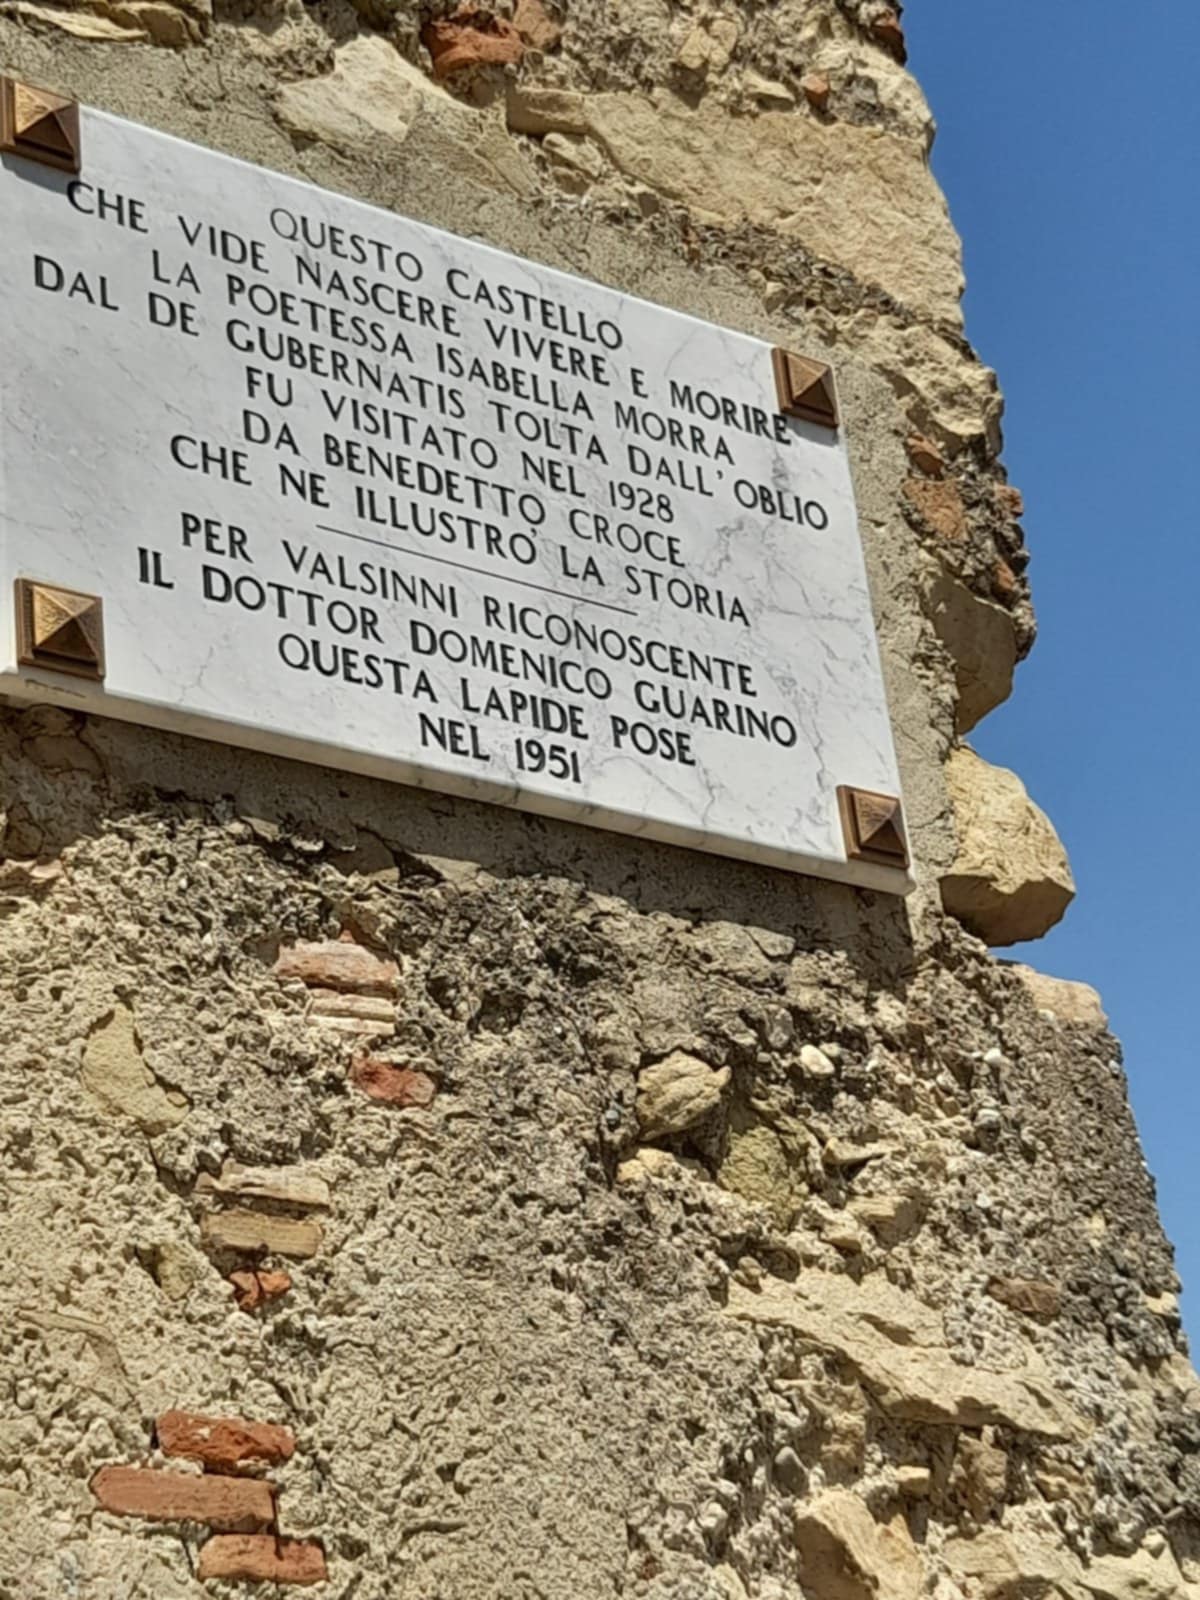 QUESTO CASTELLO
CHE VIDE NASCERE VIVERE E MORIRE
LA POETESSA ISABELLA MORRA
DAL DE GUBERNATIS TOLTA DALL'OBLIO
FU VISITATO NEL 1928
DA BENEDETTO CROCE
CHE NE ILLUSTRO' LA STORIA
PER VALSINNI RICONOSCENTE
IL DOTTOR DOMENICO GUARINO
QUESTA LAPIDE POSE
NEL 1951